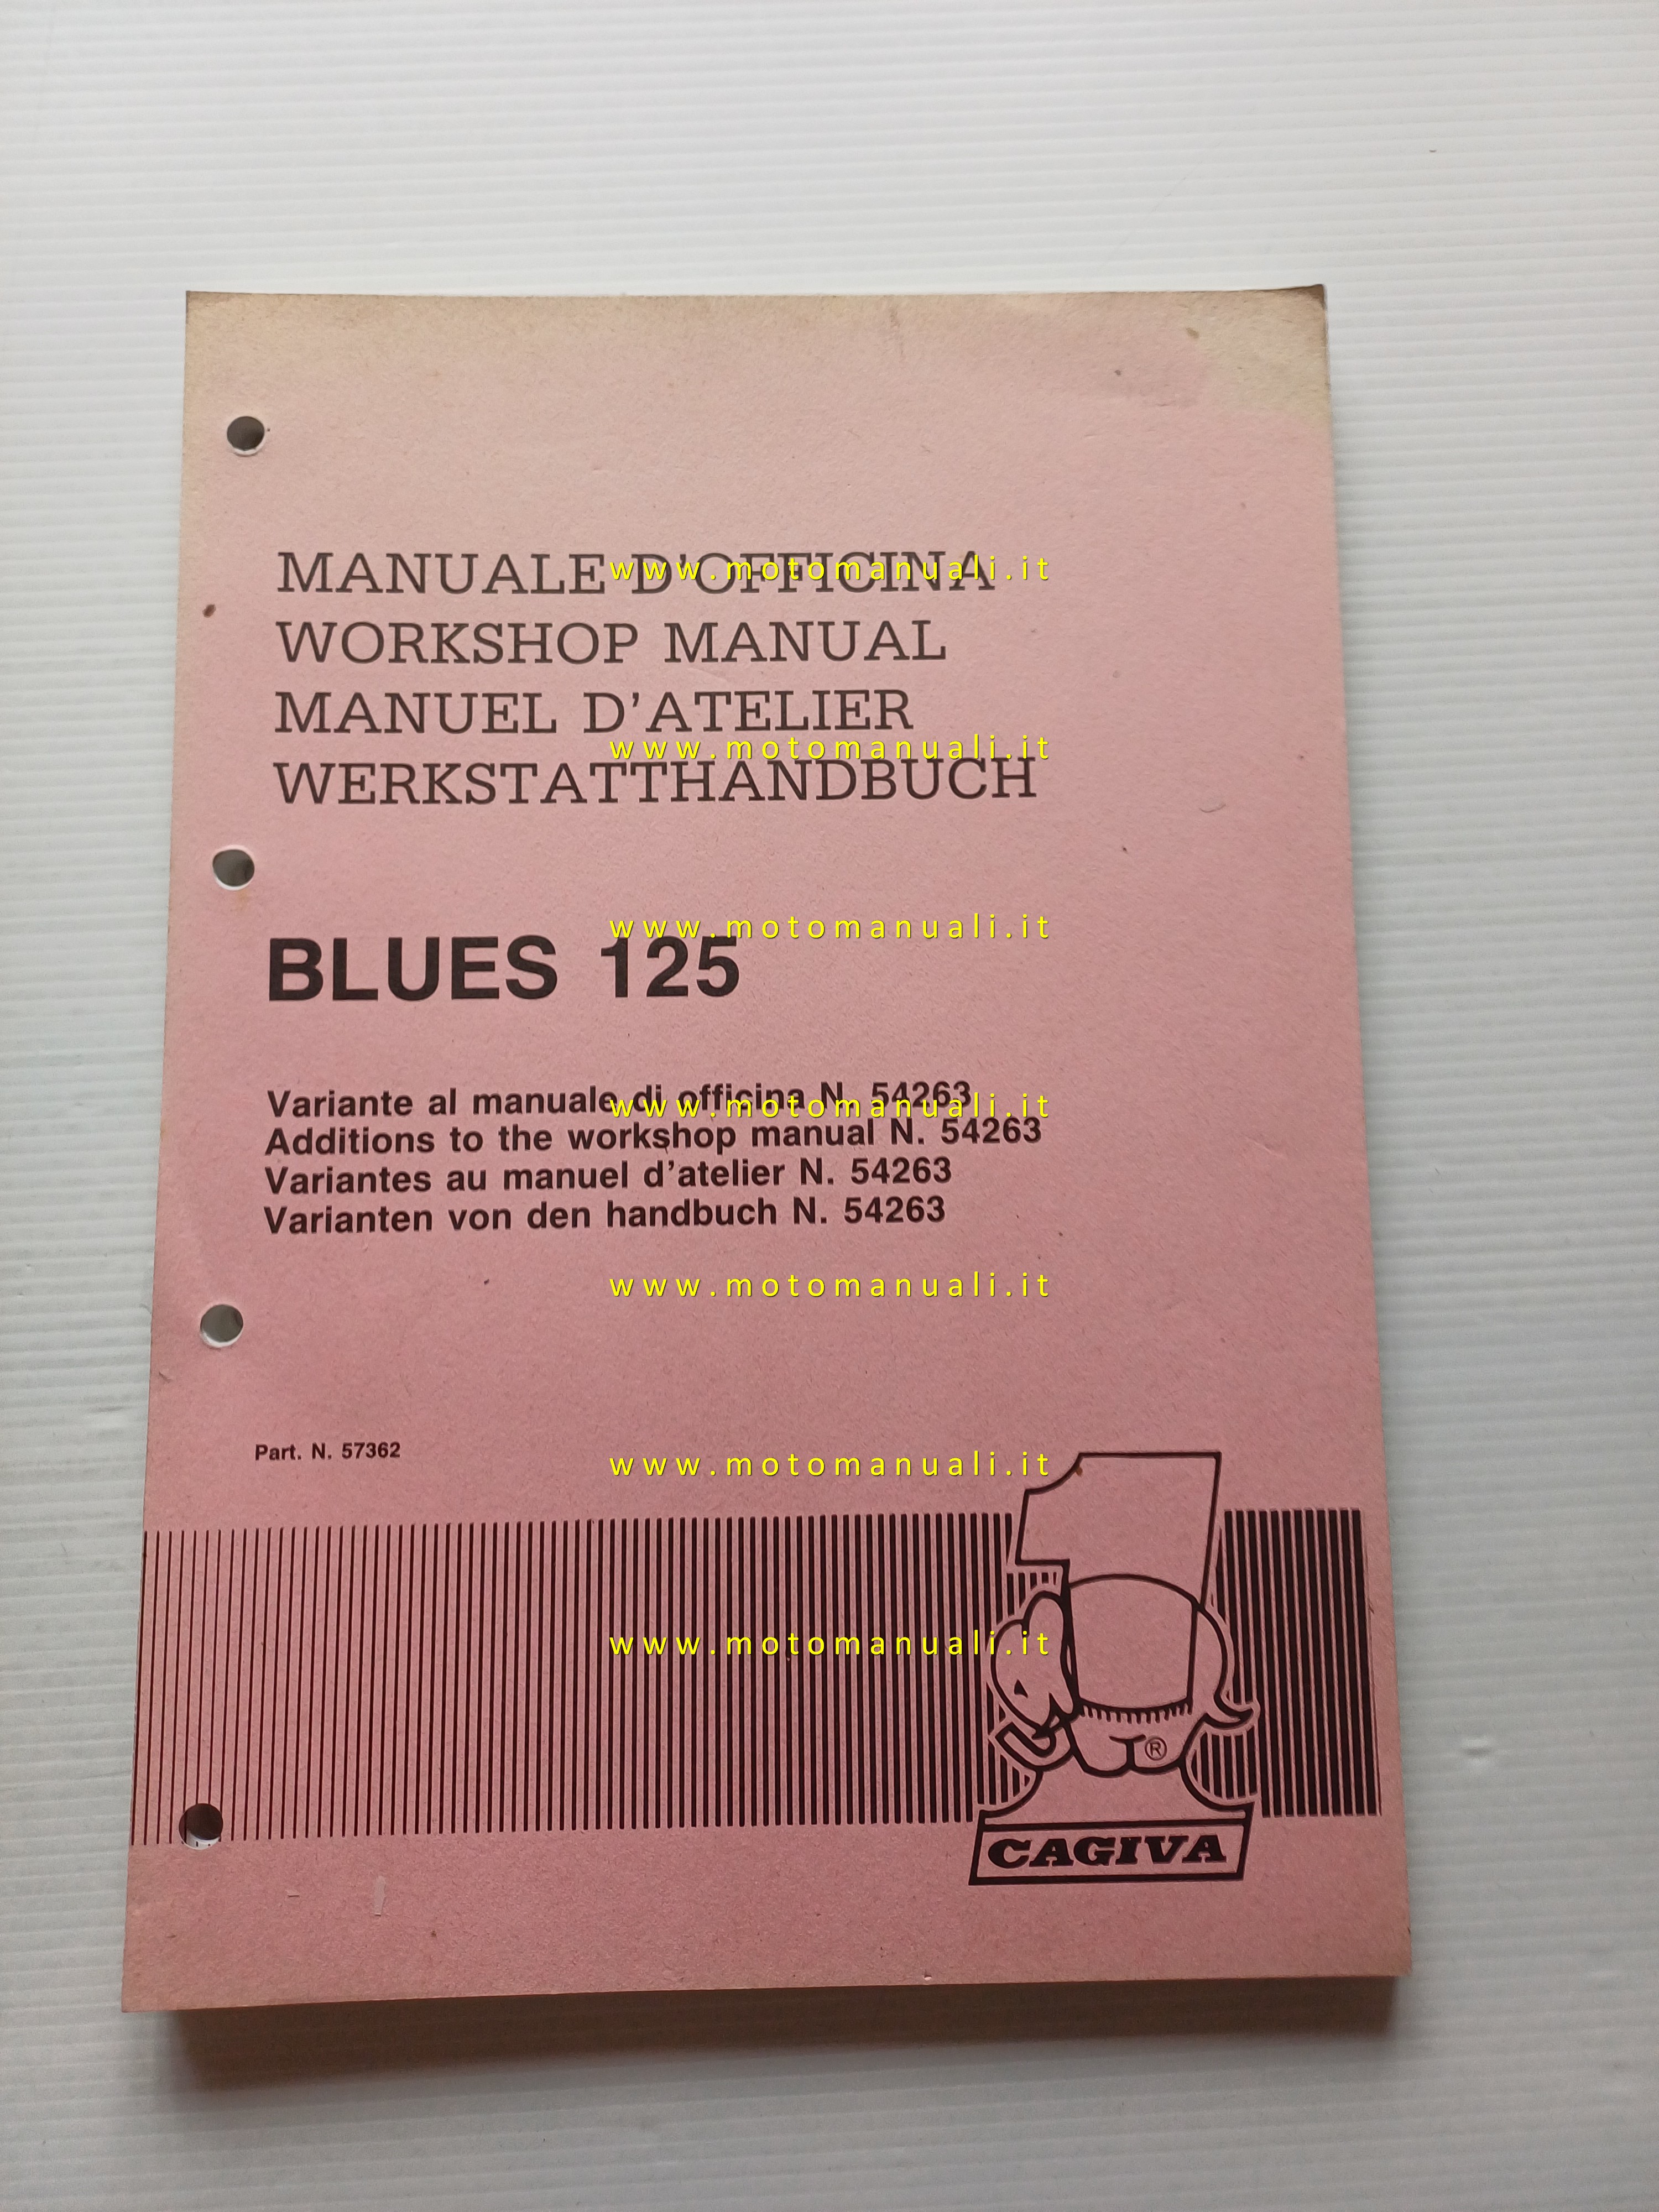 MANUALE D'OFFICINA
www.motomanuali.it
WORKSHOP MANUAL
MANUEL D'ATELIER
www.motomanuali.it
WERKSTATTHANDBUCH
www.motomanuali.it
BLUES 125
Variante al manuale di officina N. 54263
www.motomanuali.it
Additions to the workshop manual N. 54263
Variantes au manuel d'atelier N. 54263
Varianten von den handbuch N. 54263
www.motomanuali.it
Part. N. 57362
www.motomanuali.it
1
www.motomanuali.it
®
CAGIVA